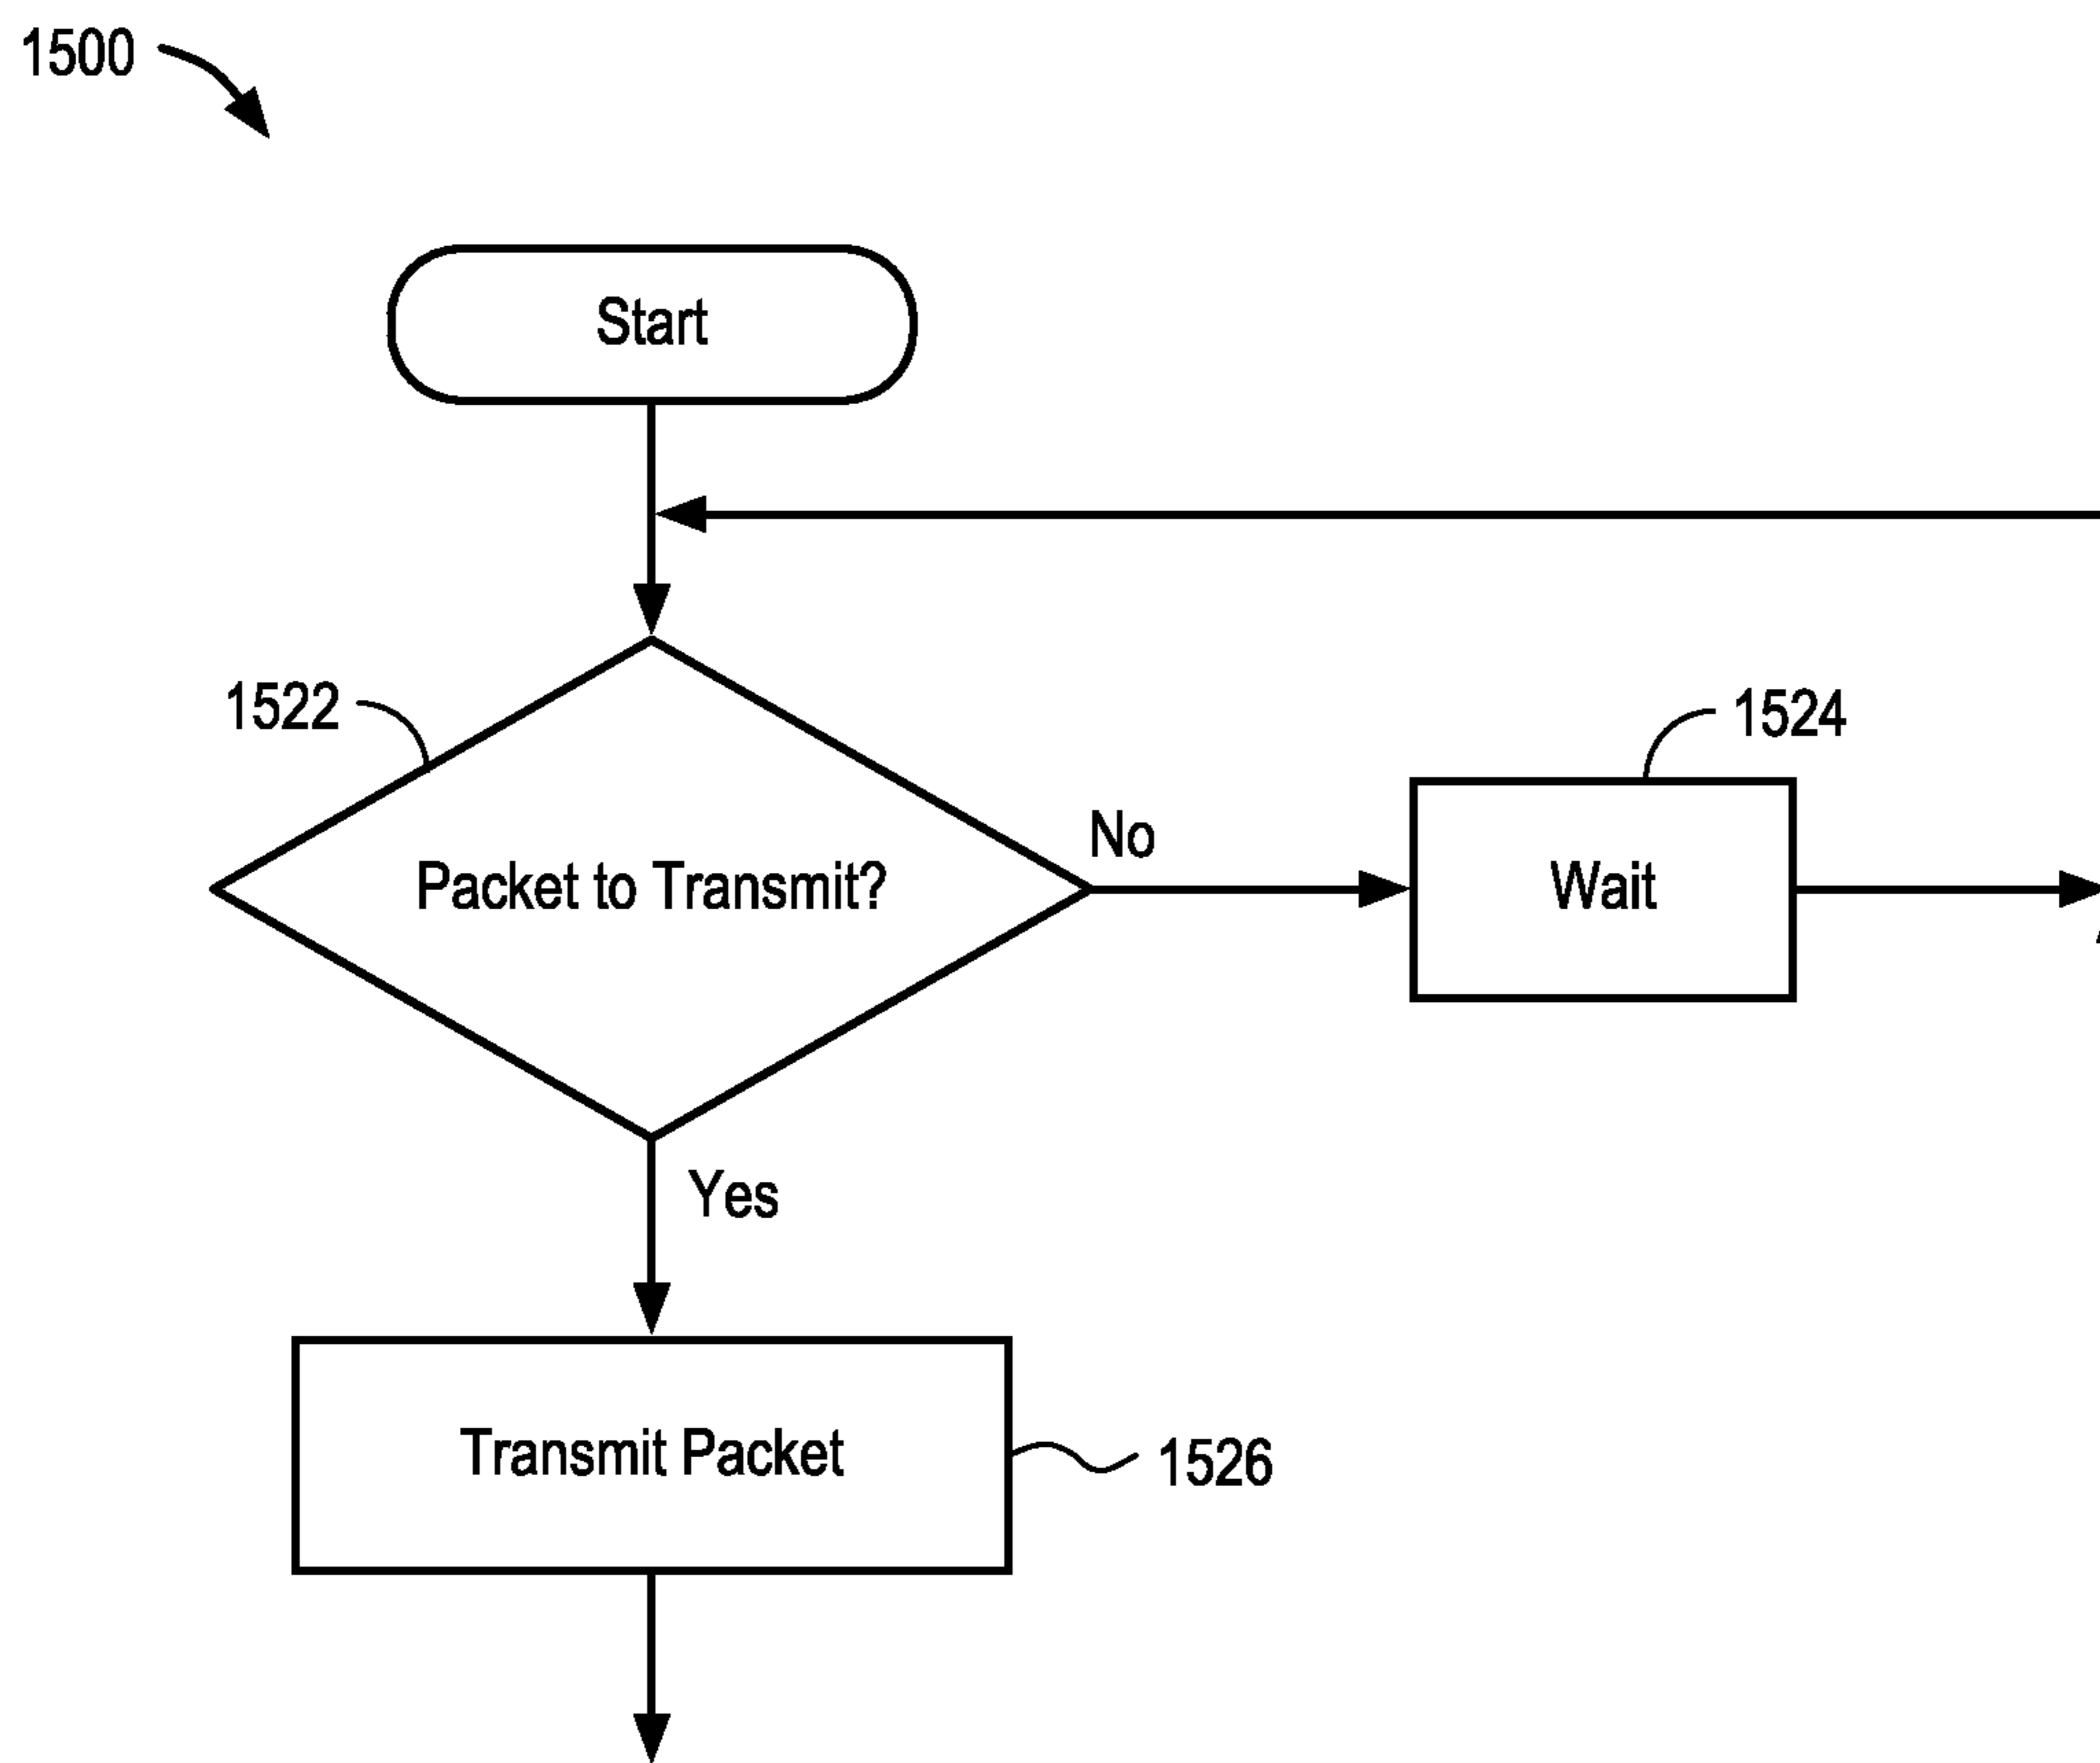 1500
Start
1522
1524
No
Packet to Transmit?
Wait
Yes
Transmit Packet
1526